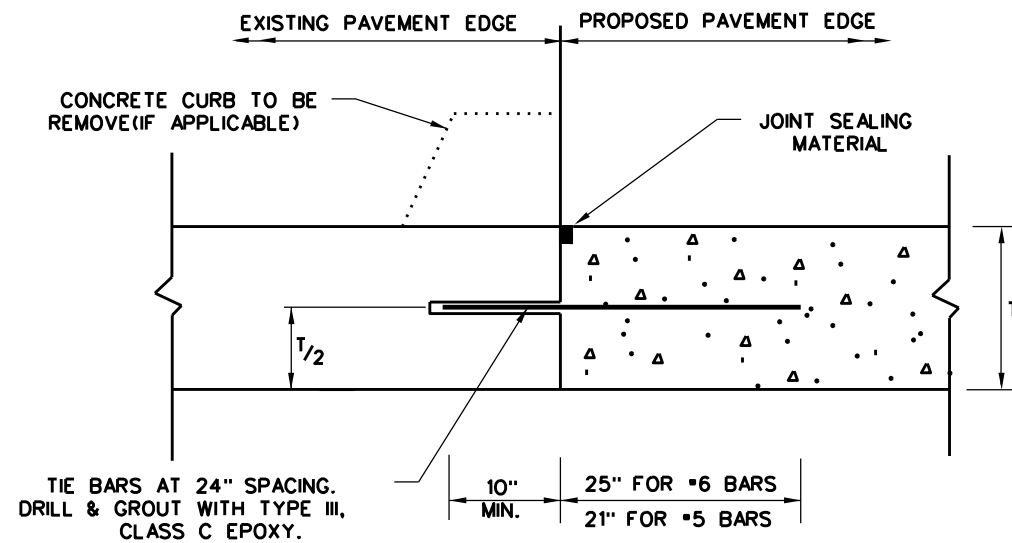 EXISTING PAVEMENT EDGE
PROPOSED PAVEMENT EDGE
CONCRETE CURB TO BE
REMOVE(IF APPLICABLE)
JOINT SEALING
MATERIAL
T/2
T
TIE BARS AT 24" SPACING.
DRILL & GROUT WITH TYPE III,
CLASS C EPOXY.
10"
MIN.
25" FOR #6 BARS
21" FOR #5 BARS